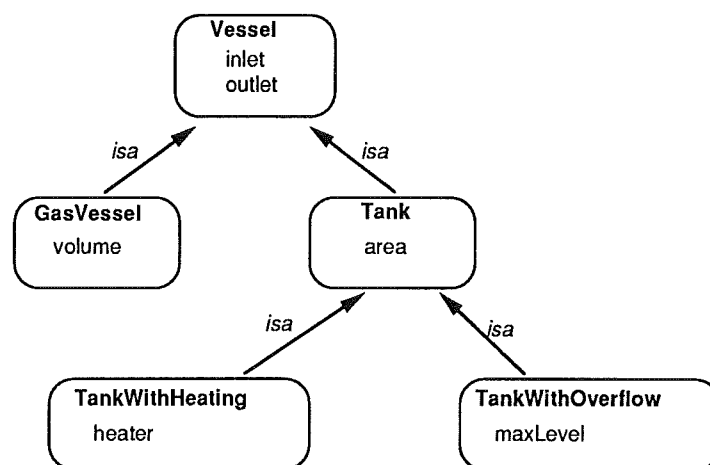 Vessel
inlet
outlet
isa
isa
GasVessel
volume
Tank
area
isa
isa
TankWithHeating
heater
TankWithOverflow
maxLevel